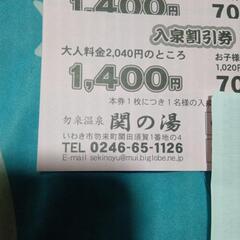 1,400円
70
入泉割引券
大人料金2,040円のところ
お子様
1,400円
1,020
70
本券1枚につき1名様の入
勿来温泉 関の湯
TEL 0246-65-1126
いわき市勿来町関田須賀1番地の4
E-mail sekinoyu@mui.biglobe.ne.jp